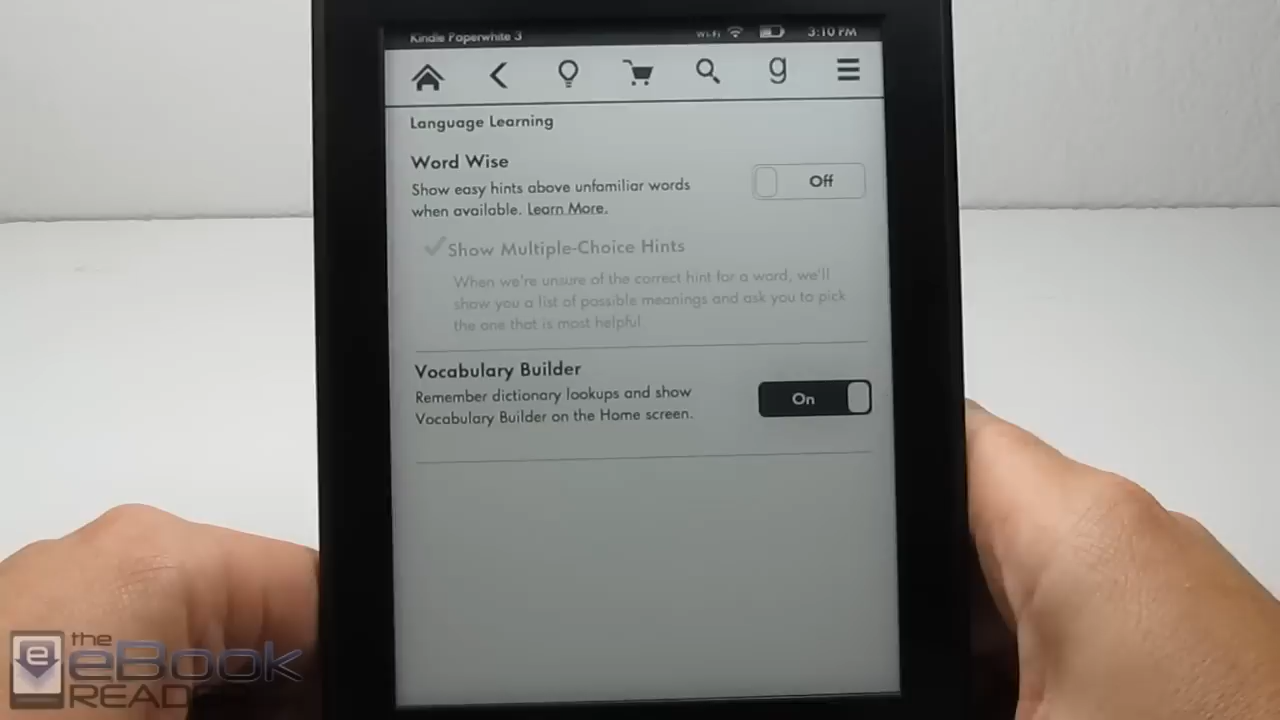 Kindle Paperwhite 3 Wi-Fi 3:10 PM
g
Language Learning
Word Wise
Show easy hints above unfamiliar words
when available. Learn More.
Off
Show Multiple-Choice Hints
When we're unsure of the correct hint for a word, we'll
show you a list of possible meanings and ask you to pick
the one that is most helpful
Vocabulary Builder
Remember dictionary lookups and show
Vocabulary Builder on the Home screen.
On
the
eBook
READER